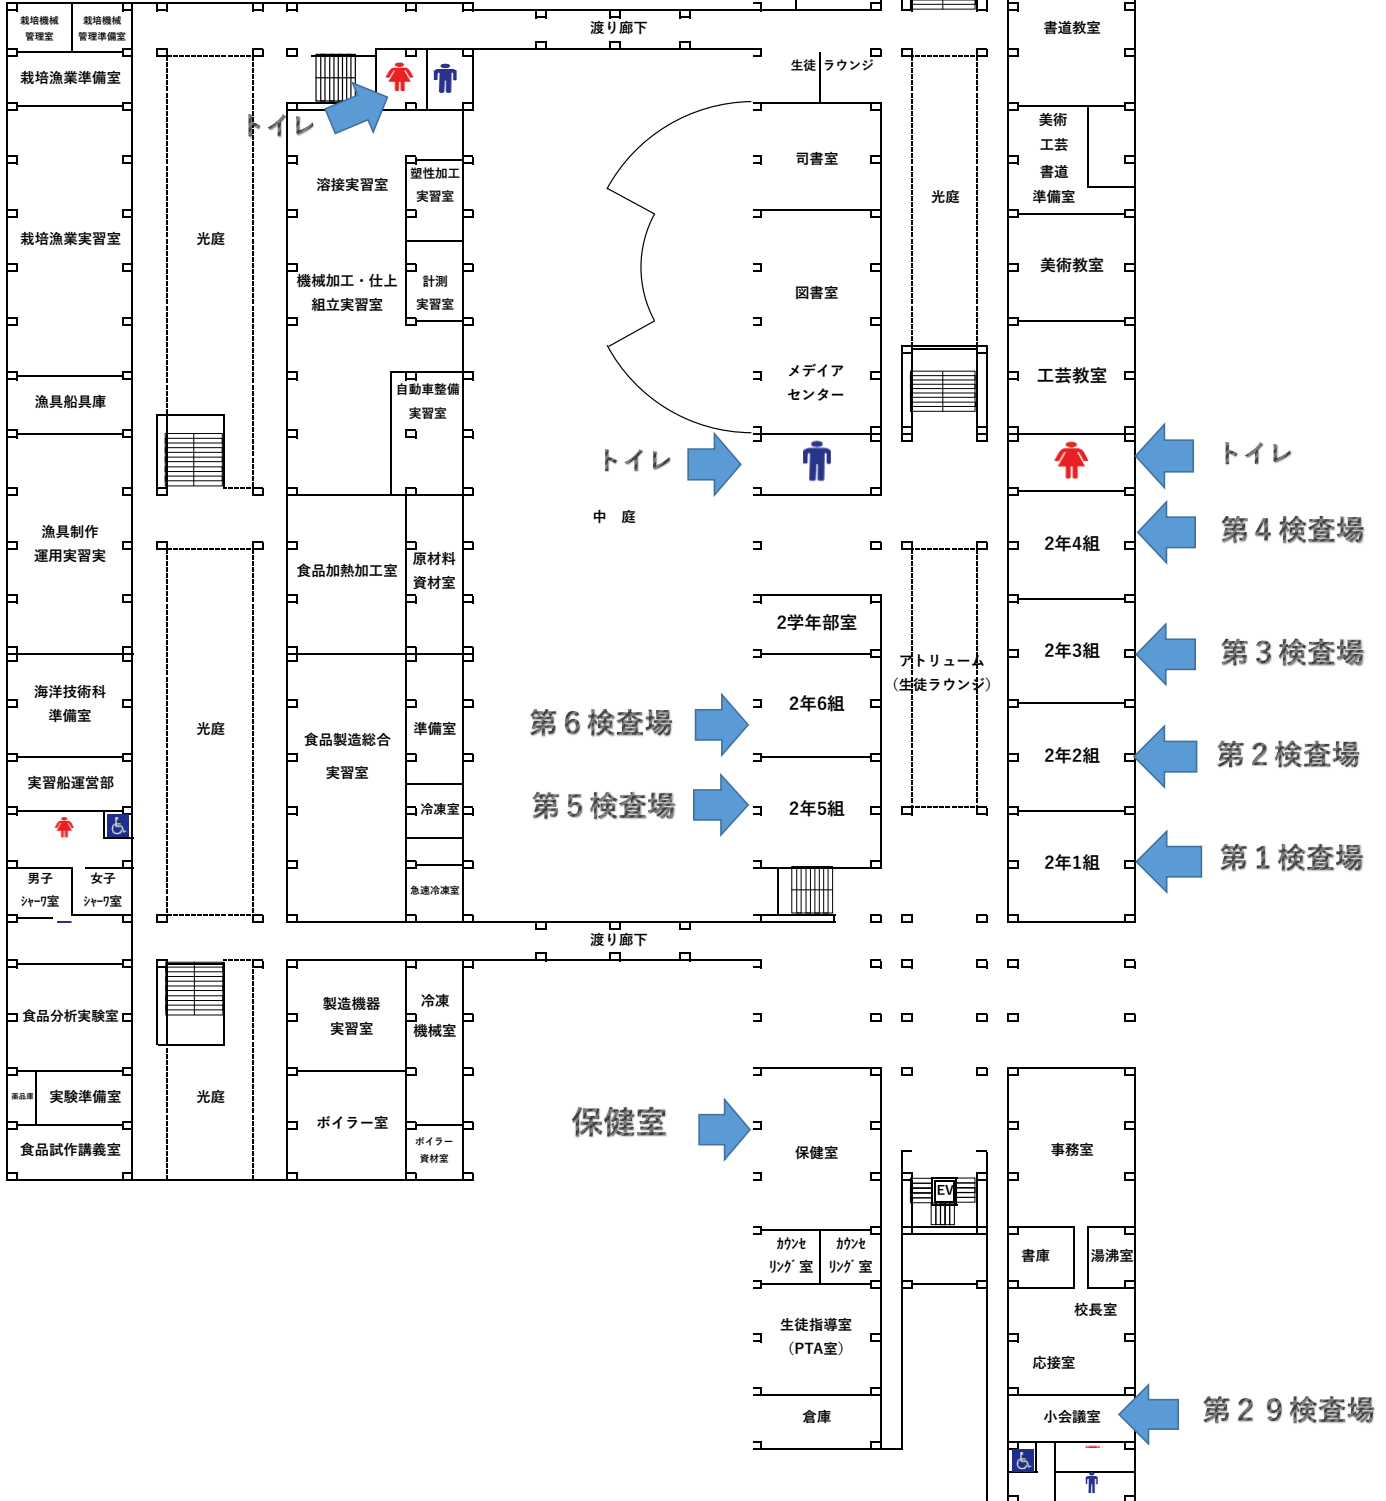 栽培機械
管理室
栽培機械
管理準備室
渡り廊下
書道教室
栽培漁業準備室
生徒 ラウンジ
トイレ
美術
工芸
書道
準備室
溶接実習室
塑性加工
実習室
司書室
光庭
栽培漁業実習室
光庭
機械加工・仕上
組立実習室
計測
実習室
図書室
美術教室
メディア
センター
工芸教室
漁具船具庫
自動車整備
実習室
トイレ
トイレ
中 庭
第4検査場
漁具制作
運用実習実
食品加熱加工室
原材料
資材室
2年4組
2学年部室
2年3組
第3検査場
アトリューム
(生徒ラウンジ)
海洋技術科
準備室
光庭
食品製造総合
実習室
準備室
第6検査場
2年6組
2年2組
第2検査場
実習船運営部
冷凍室
第5検査場
2年5組
2年1組
第1検査場
男子
シャーワ室
女子
シャーワ室
急速冷凍室
渡り廊下
食品分析実験室
製造機器
実習室
冷凍
機械室
薬品庫
実験準備室
光庭
ボイラー室
保健室
保健室
事務室
食品試作講義室
ボイラー
資材室
EV
カウンセ
リング室
カウンセ
リング室
書庫
湯沸室
校長室
生徒指導室
(PTA室)
応接室
倉庫
小会議室
第29検査場